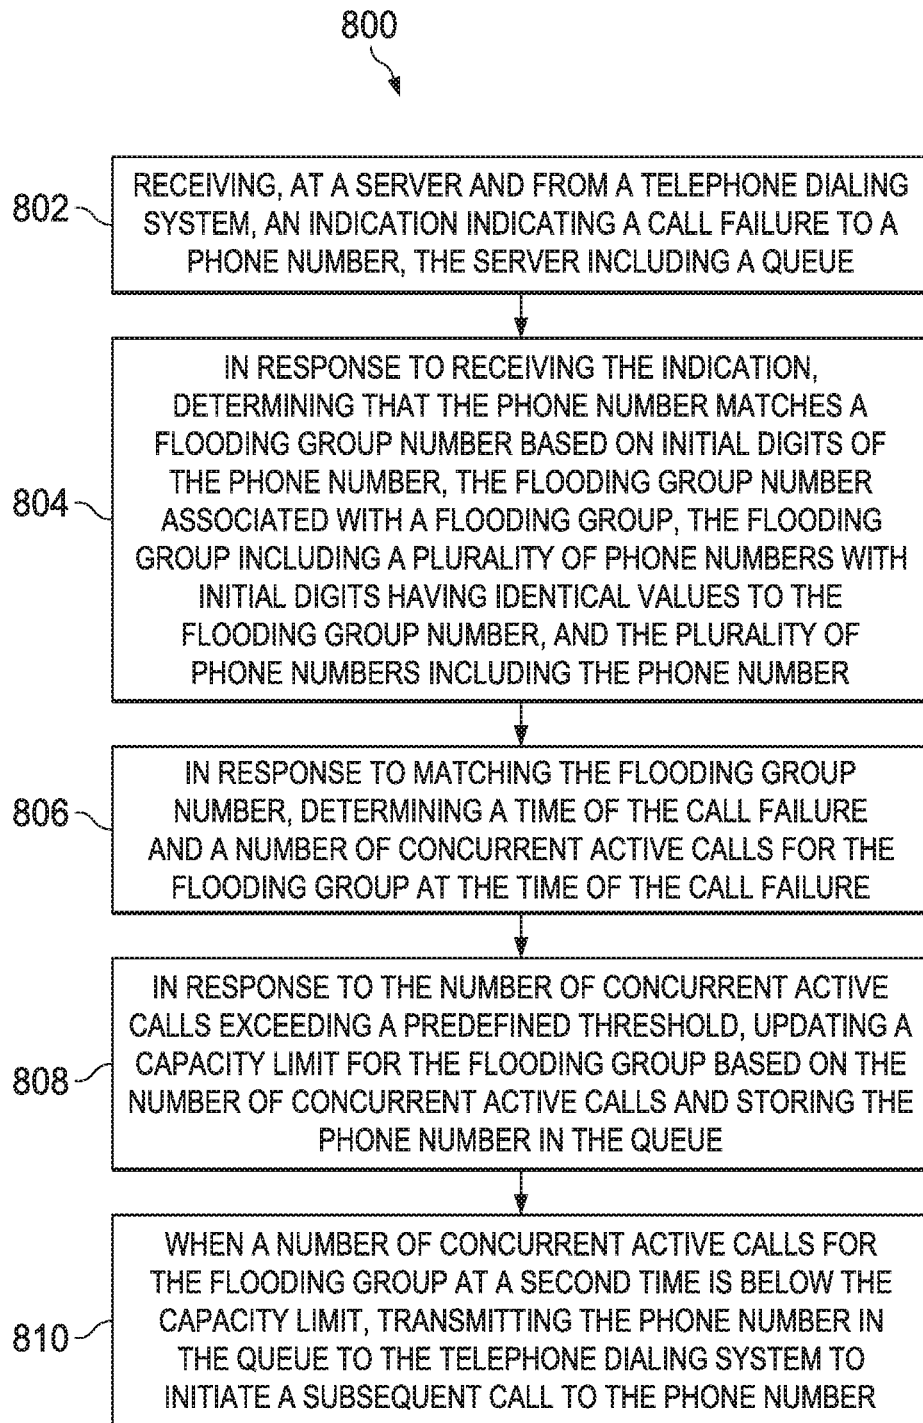 800
802
RECEIVING, AT A SERVER AND FROM A TELEPHONE DIALING
SYSTEM, AN INDICATION INDICATING A CALL FAILURE TO A
PHONE NUMBER, THE SERVER INCLUDING A QUEUE
804
IN RESPONSE TO RECEIVING THE INDICATION,
DETERMINING THAT THE PHONE NUMBER MATCHES A
FLOODING GROUP NUMBER BASED ON INITIAL DIGITS OF
THE PHONE NUMBER, THE FLOODING GROUP NUMBER
ASSOCIATED WITH A FLOODING GROUP, THE FLOODING
GROUP INCLUDING A PLURALITY OF PHONE NUMBERS WITH
INITIAL DIGITS HAVING IDENTICAL VALUES TO THE
FLOODING GROUP NUMBER, AND THE PLURALITY OF
PHONE NUMBERS INCLUDING THE PHONE NUMBER
806
IN RESPONSE TO MATCHING THE FLOODING GROUP
NUMBER, DETERMINING A TIME OF THE CALL FAILURE
AND A NUMBER OF CONCURRENT ACTIVE CALLS FOR THE
FLOODING GROUP AT THE TIME OF THE CALL FAILURE
808
IN RESPONSE TO THE NUMBER OF CONCURRENT ACTIVE
CALLS EXCEEDING A PREDEFINED THRESHOLD, UPDATING A
CAPACITY LIMIT FOR THE FLOODING GROUP BASED ON THE
NUMBER OF CONCURRENT ACTIVE CALLS AND STORING THE
PHONE NUMBER IN THE QUEUE
810
WHEN A NUMBER OF CONCURRENT ACTIVE CALLS FOR
THE FLOODING GROUP AT A SECOND TIME IS BELOW THE
CAPACITY LIMIT, TRANSMITTING THE PHONE NUMBER IN
THE QUEUE TO THE TELEPHONE DIALING SYSTEM TO
INITIATE A SUBSEQUENT CALL TO THE PHONE NUMBER